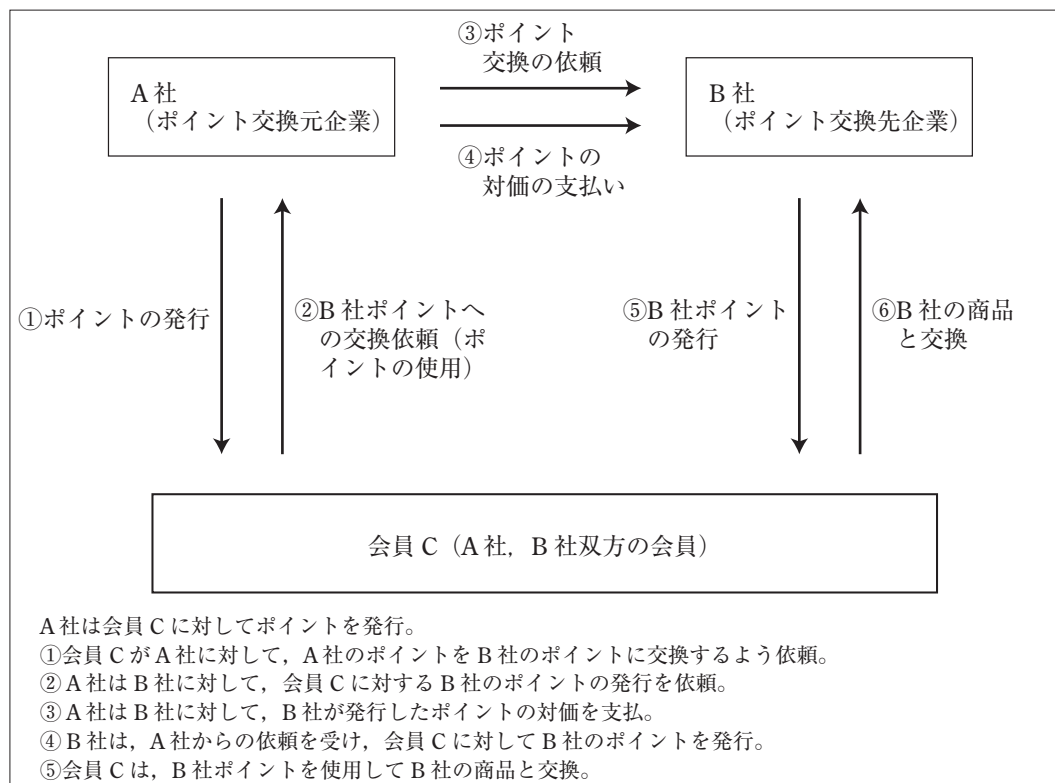 ③ポイント
交換の依頼
A社
(ポイント交換元企業)
B社
(ポイント交換先企業)
④ポイントの
対価の支払い
①ポイントの発行
②B社ポイントへ
の交換依頼(ポ
イントの使用)
⑤B社ポイント
の発行
⑥B社の商品
と交換
会員C(A社,B社双方の会員)
A社は会員Cに対してポイントを発行。
①会員CがA社に対して,A社のポイントをB社のポイントに交換するよう依頼。
②A社はB社に対して,会員Cに対するB社のポイントの発行を依頼。
③A社はB社に対して,B社が発行したポイントの対価を支払。
④B社は,A社からの依頼を受け,会員Cに対してB社のポイントを発行。
⑤会員Cは,B社ポイントを使用してB社の商品と交換。